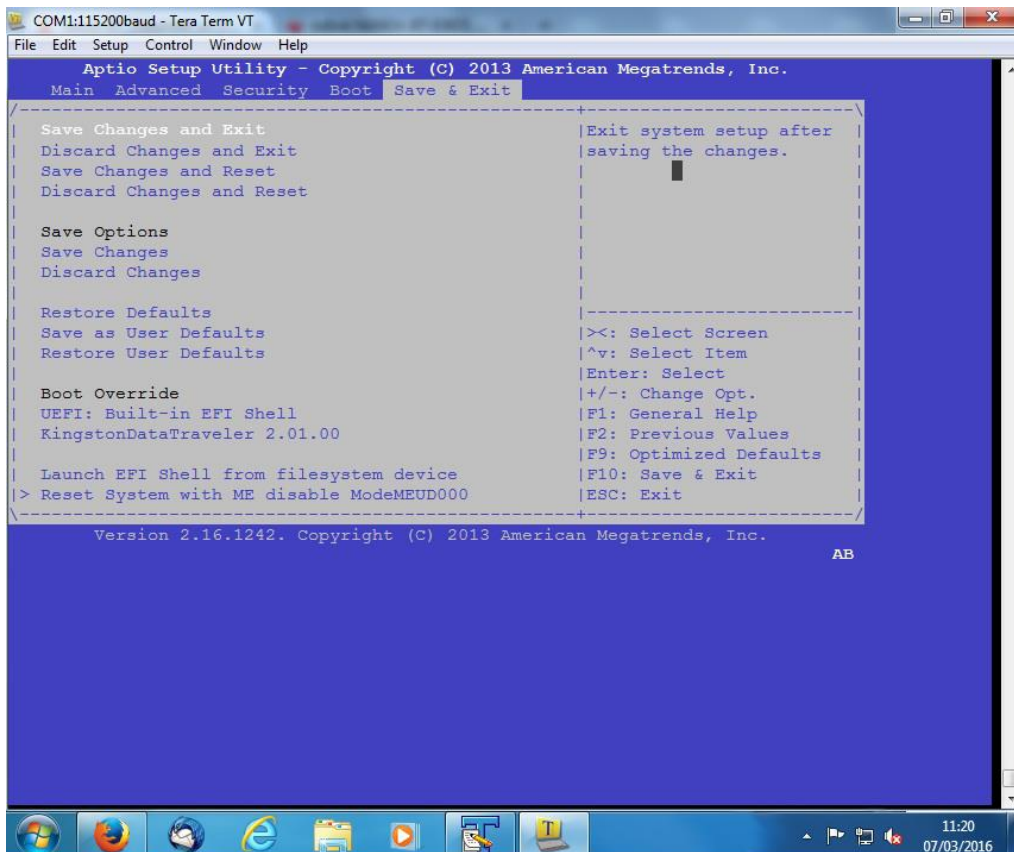 COM1:115200baud - Tera Term VT
File Edit Setup Control Window Help
Aptio Setup Utility - Copyright (C) 2013 American Megatrends, Inc.
Main Advanced Security Boot Save & Exit
Save Changes and Exit
Discard Changes and Exit
Save Changes and Reset
Discard Changes and Reset
Save Options
Save Changes
Discard Changes
Restore Defaults
Save as User Defaults
Restore User Defaults
Boot Override
UEFI: Built-in EFI Shell
KingstonDataTraveler 2.01.00
Launch EFI Shell from filesystem device
> Reset System with ME disable ModeMEUD000
Exit system setup after
saving the changes.
><: Select Screen
^v: Select Item
Enter: Select
+/-: Change Opt.
F1: General Help
F2: Previous Values
F9: Optimized Defaults
F10: Save & Exit
ESC: Exit
Version 2.16.1242. Copyright (C) 2013 American Megatrends, Inc.
AB
11:20
07/03/2016